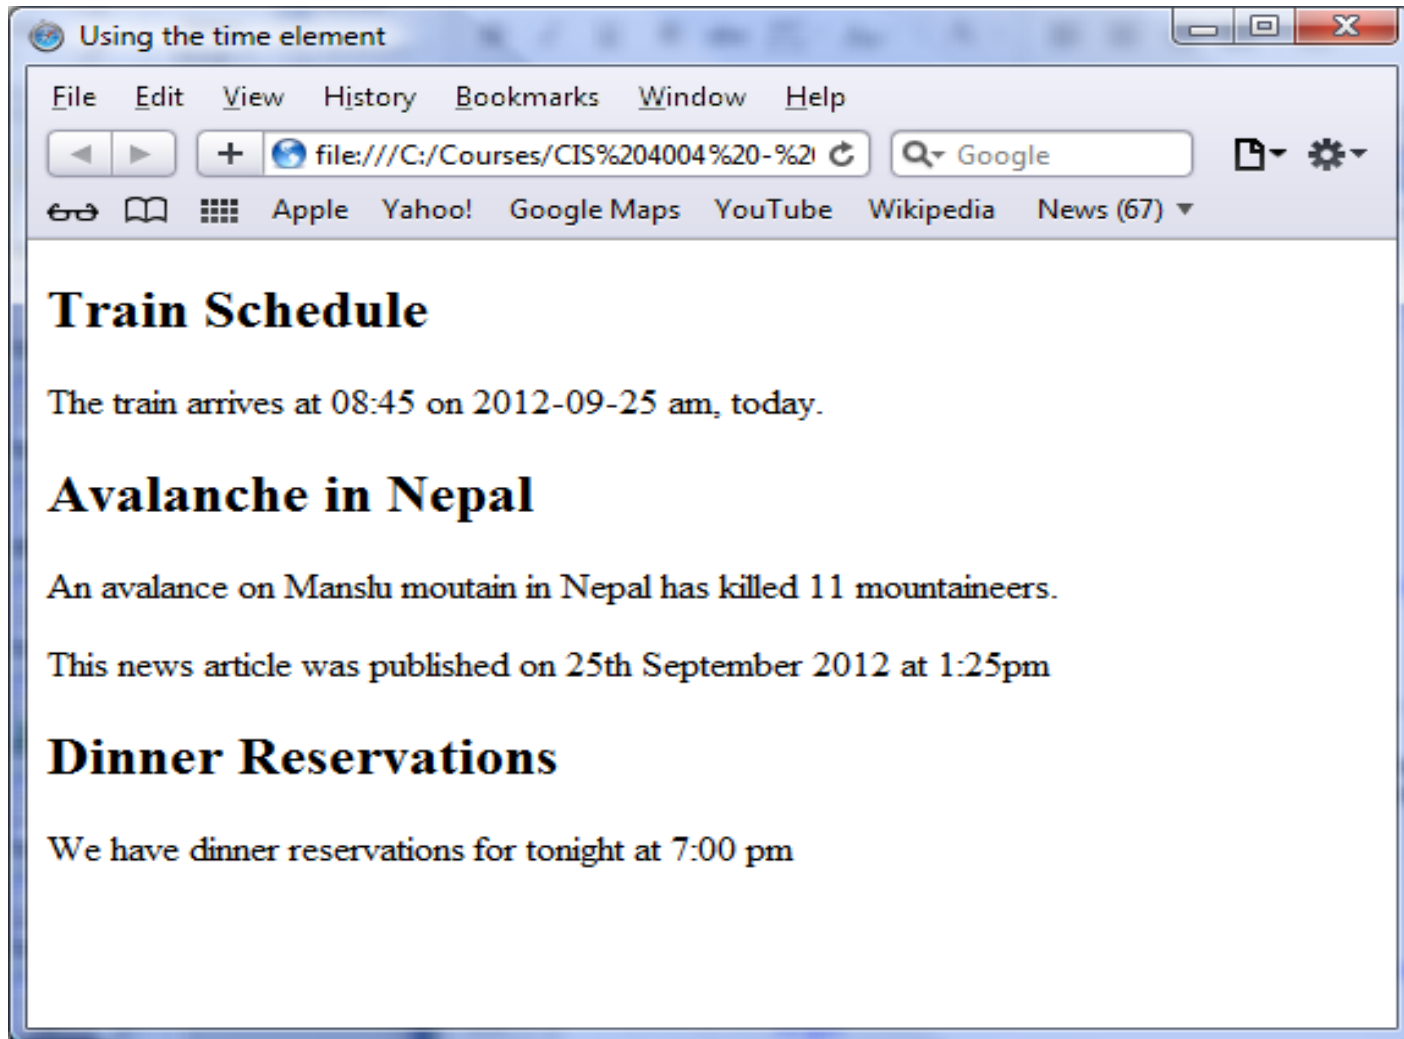 Using the time element
File Edit View History Bookmarks Window Help
file:///C:/Courses/CIS%204004%20-%2 Google
Apple Yahoo! Google Maps YouTube Wikipedia News (67)
Train Schedule
The train arrives at 08:45 on 2012-09-25 am, today.
Avalanche in Nepal
An avalance on Manslu moutain in Nepal has killed 11 mountaineers.
This news article was published on 25th September 2012 at 1:25pm
Dinner Reservations
We have dinner reservations for tonight at 7:00 pm